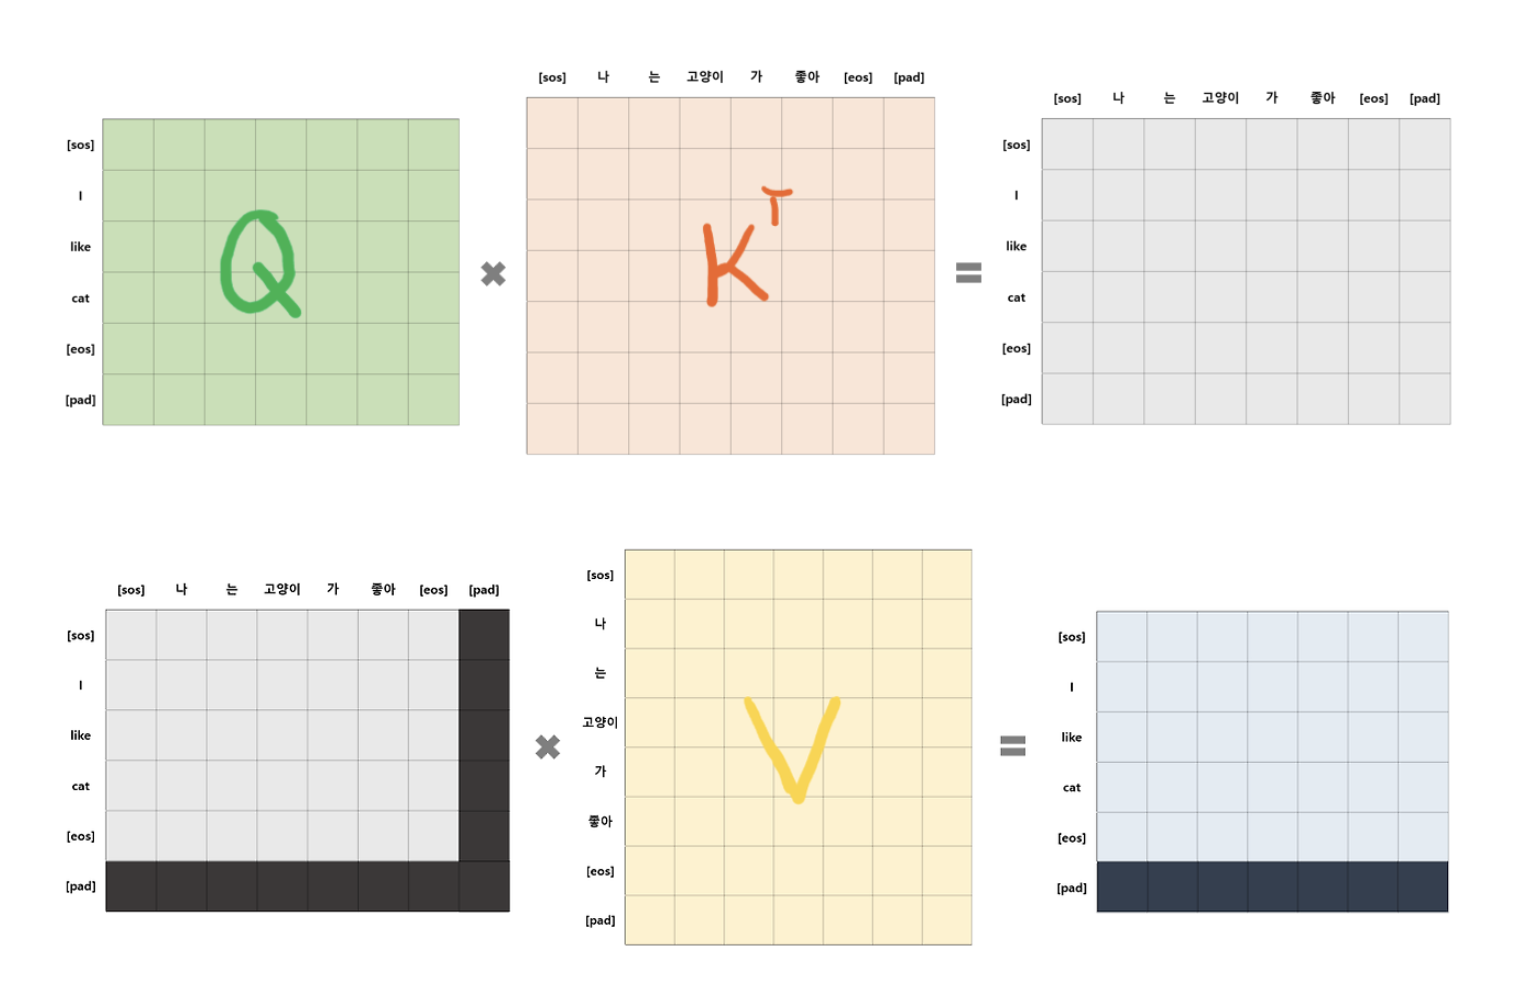 [sos] 나 는 고양이 가 좋아 [eos] [pad]
[sos] 나 는 고양이 가 좋아 [eos] [pad]
[sos]
I
like
cat
[eos]
[pad]
Q
K
T
[sos]
I
like
cat
[eos]
[pad]
[sos] 나 는 고양이 가 좋아 [eos] [pad]
[sos]
I
like
cat
[eos]
[pad]
[sos]
나
는
고양이
가
좋아
[eos]
[pad]
V
[sos]
I
like
cat
[eos]
[pad]